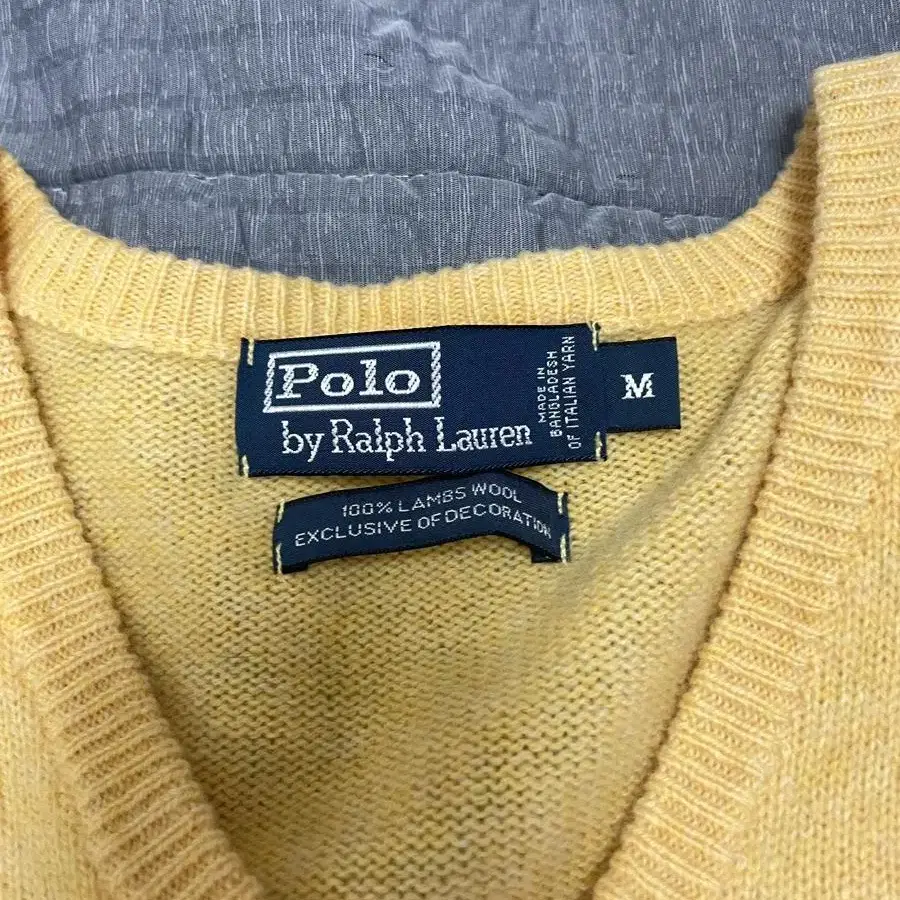 Polo
by Ralph Lauren
MADE IN
BANGLADESH
OF ITALIAN YARN
M
100% LAMBS WOOL
EXCLUSIVE OF DECORATION